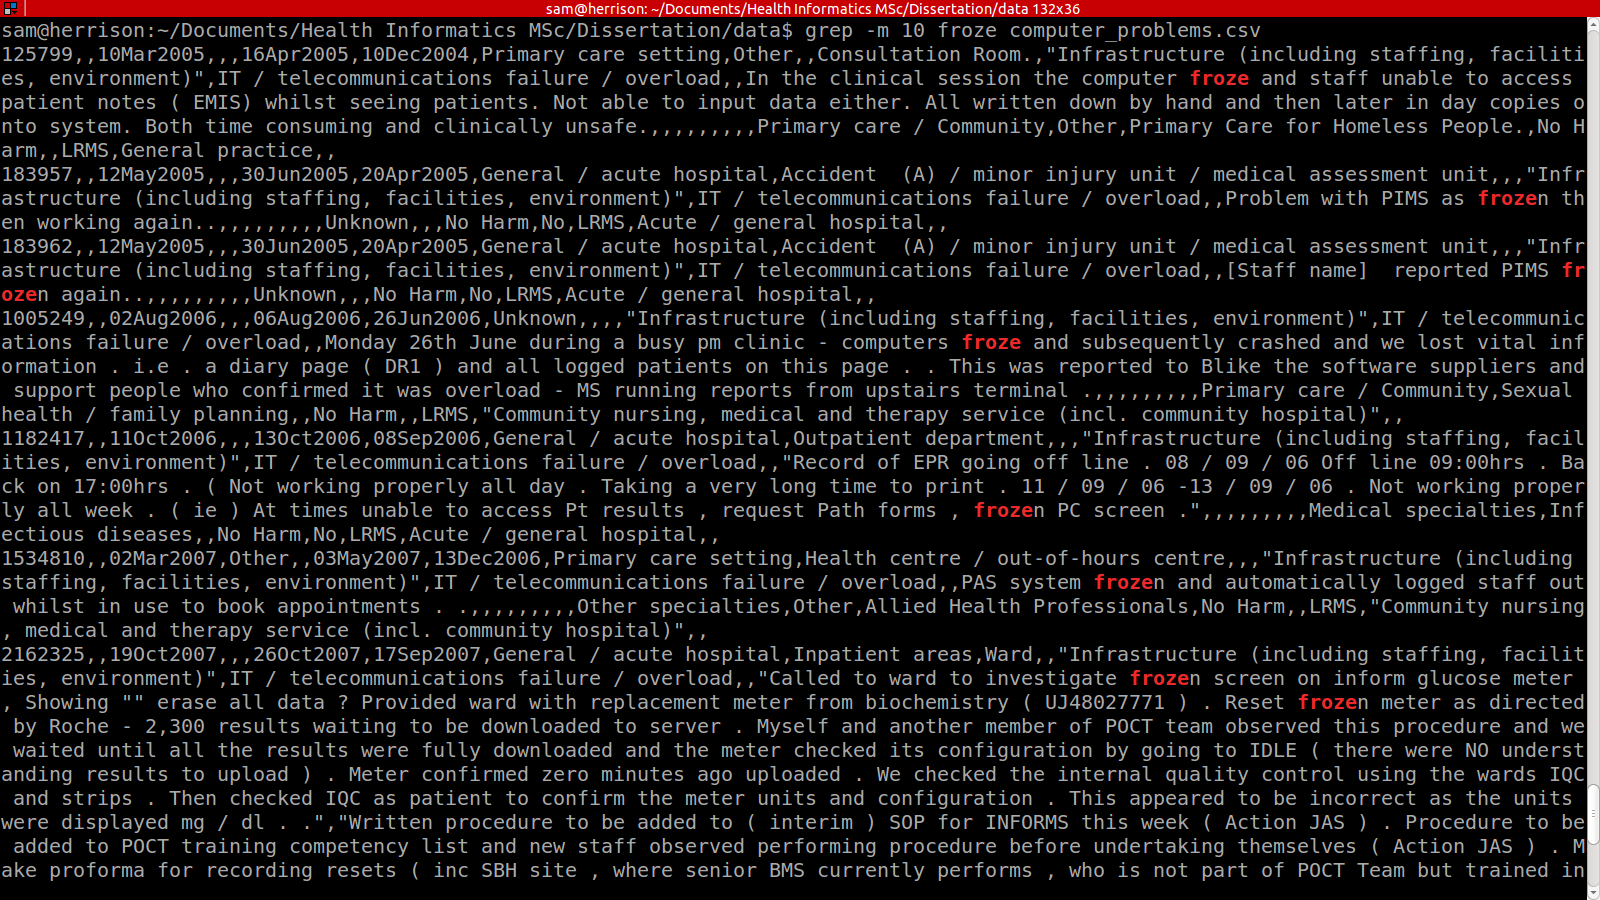 sam@herrison: ~/Documents/Health Informatics MSc/Dissertation/data 132x36
sam@herrison:~/Documents/Health Informatics MSc/Dissertation/data$ grep -m 10 froze computer_problems.csv
125799,,10Mar2005,,,16Apr2005,10Dec2004,Primary care setting,Other,,Consultation Room.,"Infrastructure (including staffing, faciliti
es, environment)",IT / telecommunications failure / overload,,In the clinical session the computer froze and staff unable to access
patient notes ( EMIS) whilst seeing patients. Not able to input data either. All written down by hand and then later in day copies o
nto system. Both time consuming and clinically unsafe.,,,,,,,,,Primary care / Community,Other,Primary Care for Homeless People.,No H
arm,,LRMS,General practice,,
183957,,12May2005,,,30Jun2005,20Apr2005,General / acute hospital,Accident  (A) / minor injury unit / medical assessment unit,,,"Infr
astructure (including staffing, facilities, environment)",IT / telecommunications failure / overload,,Problem with PIMS as frozen th
en working again..,,,,,,,,,Unknown,,,No Harm,No,LRMS,Acute / general hospital,,
183962,,12May2005,,,30Jun2005,20Apr2005,General / acute hospital,Accident  (A) / minor injury unit / medical assessment unit,,,"Infr
astructure (including staffing, facilities, environment)",IT / telecommunications failure / overload,,[Staff name]  reported PIMS fr
ozen again..,,,,,,,,,Unknown,,,No Harm,No,LRMS,Acute / general hospital,,
1005249,,02Aug2006,,,06Aug2006,26Jun2006,Unknown,,,,"Infrastructure (including staffing, facilities, environment)",IT / telecommunic
ations failure / overload,,Monday 26th June during a busy pm clinic - computers froze and subsequently crashed and we lost vital inf
ormation . i.e . a diary page ( DR1 ) and all logged patients on this page . . This was reported to Blike the software suppliers and
 support people who confirmed it was overload - MS running reports from upstairs terminal .,,,,,,,,,Primary care / Community,Sexual
health / family planning,,No Harm,,LRMS,"Community nursing, medical and therapy service (incl. community hospital)",,
1182417,,11Oct2006,,,13Oct2006,08Sep2006,General / acute hospital,Outpatient department,,,"Infrastructure (including staffing, facil
ities, environment)",IT / telecommunications failure / overload,,"Record of EPR going off line . 08 / 09 / 06 Off line 09:00hrs . Ba
ck on 17:00hrs . ( Not working properly all day . Taking a very long time to print . 11 / 09 / 06 -13 / 09 / 06 . Not working proper
ly all week . ( ie ) At times unable to access Pt results , request Path forms , frozen PC screen .",,,,,,,,,Medical specialties,Inf
ectious diseases,,No Harm,No,LRMS,Acute / general hospital,,
1534810,,02Mar2007,Other,,03May2007,13Dec2006,Primary care setting,Health centre / out-of-hours centre,,,"Infrastructure (including
staffing, facilities, environment)",IT / telecommunications failure / overload,,PAS system frozen and automatically logged staff out
 whilst in use to book appointments . .,,,,,,,,,Other specialties,Other,Allied Health Professionals,No Harm,,LRMS,"Community nursing
, medical and therapy service (incl. community hospital)",,
2162325,,19Oct2007,,,26Oct2007,17Sep2007,General / acute hospital,Inpatient areas,Ward,,"Infrastructure (including staffing, facilit
ies, environment)",IT / telecommunications failure / overload,,"Called to ward to investigate frozen screen on inform glucose meter
, Showing "" erase all data ? Provided ward with replacement meter from biochemistry ( UJ48027771 ) . Reset frozen meter as directed
 by Roche - 2,300 results waiting to be downloaded to server . Myself and another member of POCT team observed this procedure and we
 waited until all the results were fully downloaded and the meter checked its configuration by going to IDLE ( there were NO underst
anding results to upload ) . Meter confirmed zero minutes ago uploaded . We checked the internal quality control using the wards IQC
 and strips . Then checked IQC as patient to confirm the meter units and configuration . This appeared to be incorrect as the units
were displayed mg / dl . .","Written procedure to be added to ( interim ) SOP for INFORMS this week ( Action JAS ) . Procedure to be
 added to POCT training competency list and new staff observed performing procedure before undertaking themselves ( Action JAS ) . M
ake proforma for recording resets ( inc SBH site , where senior BMS currently performs , who is not part of POCT Team but trained in